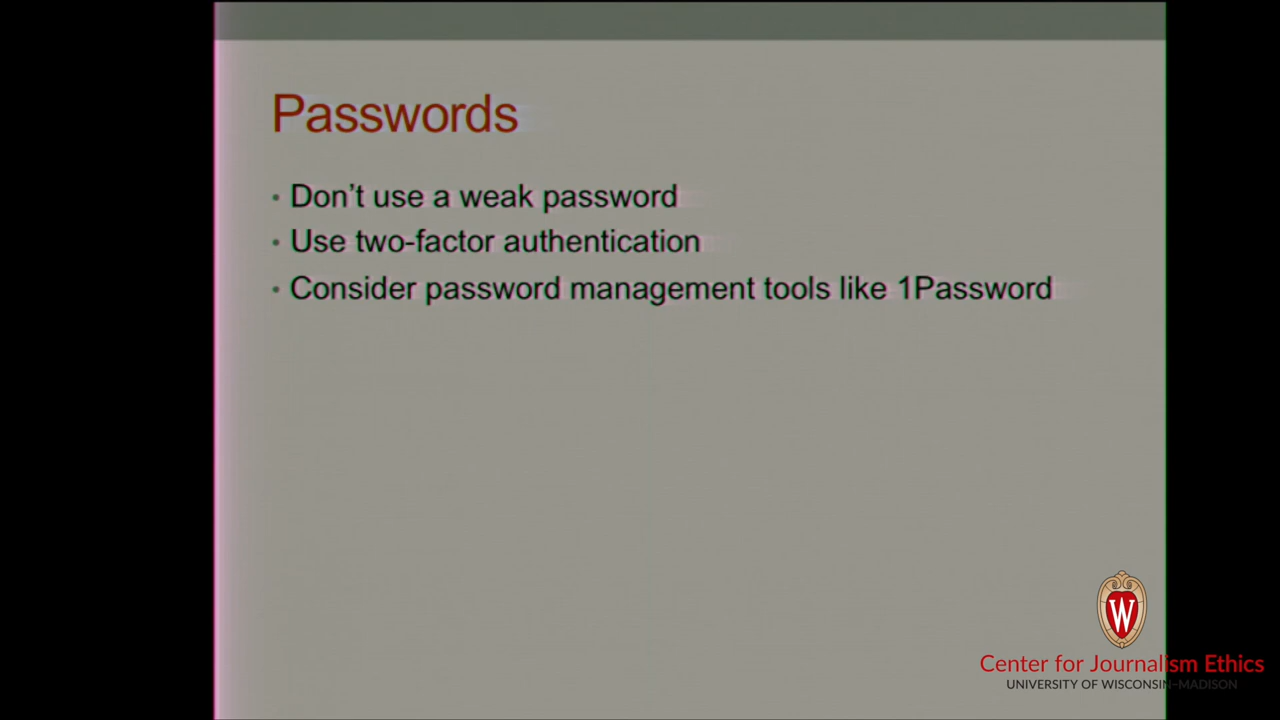 Passwords
• Don't use a weak password
• Use two-factor authentication
• Consider password management tools like 1Password
W
Center for Journalism Ethics
UNIVERSITY OF WISCONSIN–MADISON